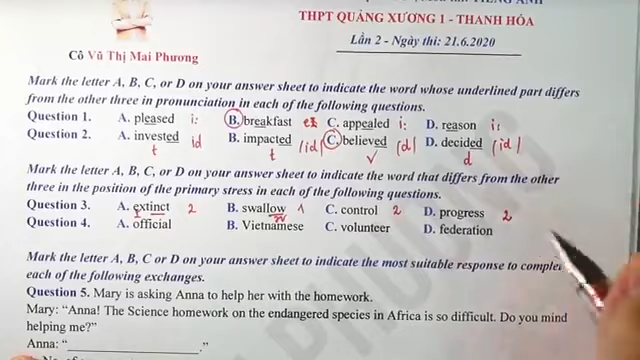 THPT QUẢNG XƯƠNG 1 - THANH HÓA
Lần 2 - Ngày thi: 21.6.2020
Cô Vũ Thị Mai Phương
Mark the letter A, B, C, or D on your answer sheet to indicate the word whose underlined part differs
from the other three in pronunciation in each of the following questions.
Question 1. A. pleased i: B. breakfast C. appealed i: D. reason i:
Question 2. A. invested id B. impacted /id/ C. believed /d/ D. decided /id/
t t v d
Mark the letter A, B, C, or D on your answer sheet to indicate the word that differs from the other
three in the position of the primary stress in each of the following questions.
Question 3. A. extinct 2 B. swallow 1 C. control 2 D. progress 2
Question 4. A. official B. Vietnamese C. volunteer D. federation
Mark the letter A, B, C or D on your answer sheet to indicate the most suitable response to
each of the following exchanges.
Question 5. Mary is asking Anna to help her with the homework.
Mary: “Anna! The Science homework on the endangered species in Africa is so difficult. Do you mind
helping me?”
Anna: “____________________.”